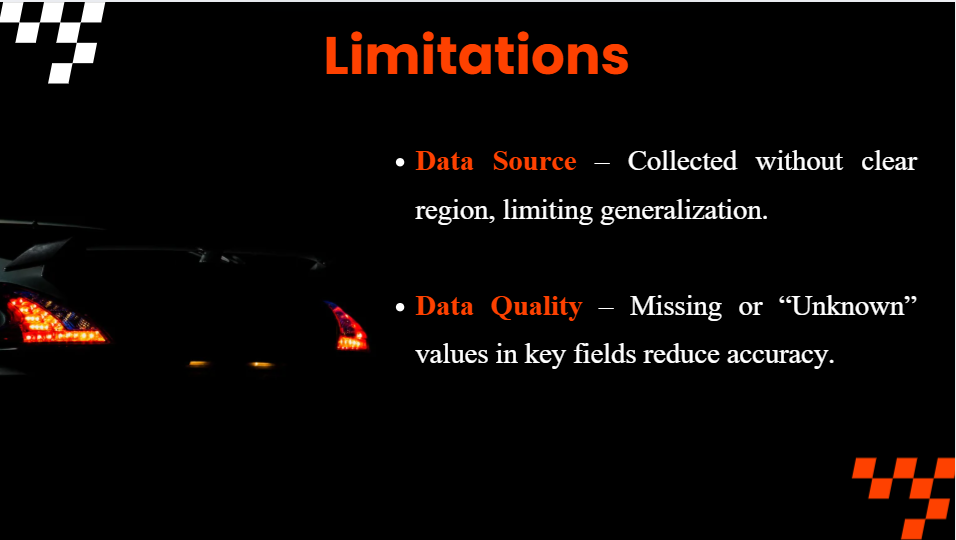 Limitations
• Data Source – Collected without clear
region, limiting generalization.
• Data Quality – Missing or “Unknown”
values in key fields reduce accuracy.